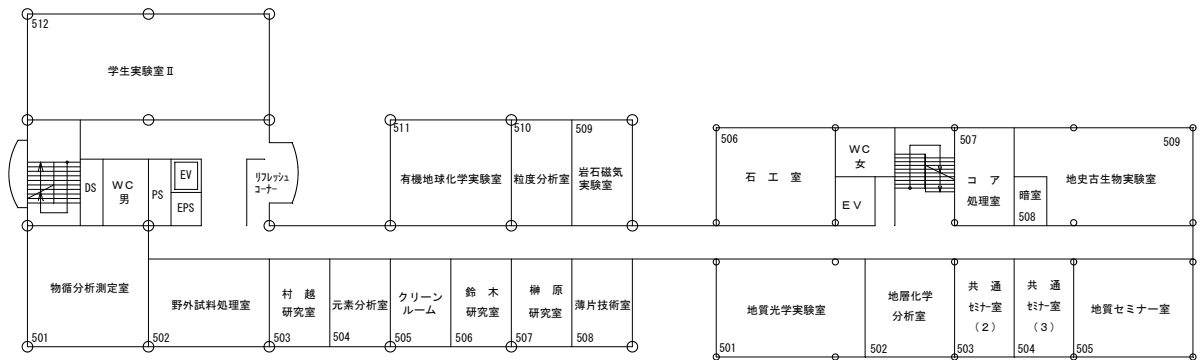 512
学生実験室Ⅱ
DS
WC
男
PS
EV
EPS
リフレッシュ
コーナー
511
有機地球化学実験室
510
粒度分析室
509
岩石磁気
実験室
506
石 工 室
WC
女
EV
507
コ ア
処理室
暗室
508
509
地史古生物実験室
物循分析測定室
501
野外試料処理室
502
村 越
研究室
503
元素分析室
504
クリーン
ルーム
505
鈴 木
研究室
506
榊 原
研究室
507
薄片技術室
508
地質光学実験室
501
地層化学
分析室
502
共 通
セミナー室
(2)
503
共 通
セミナー室
(3)
504
地質セミナー室
505